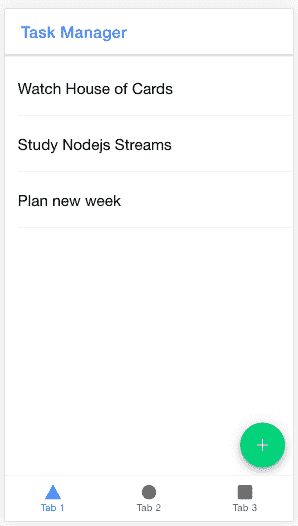 Task Manager
Watch House of Cards
Study Nodejs Streams
Plan new week
+
Tab 1
Tab 2
Tab 3